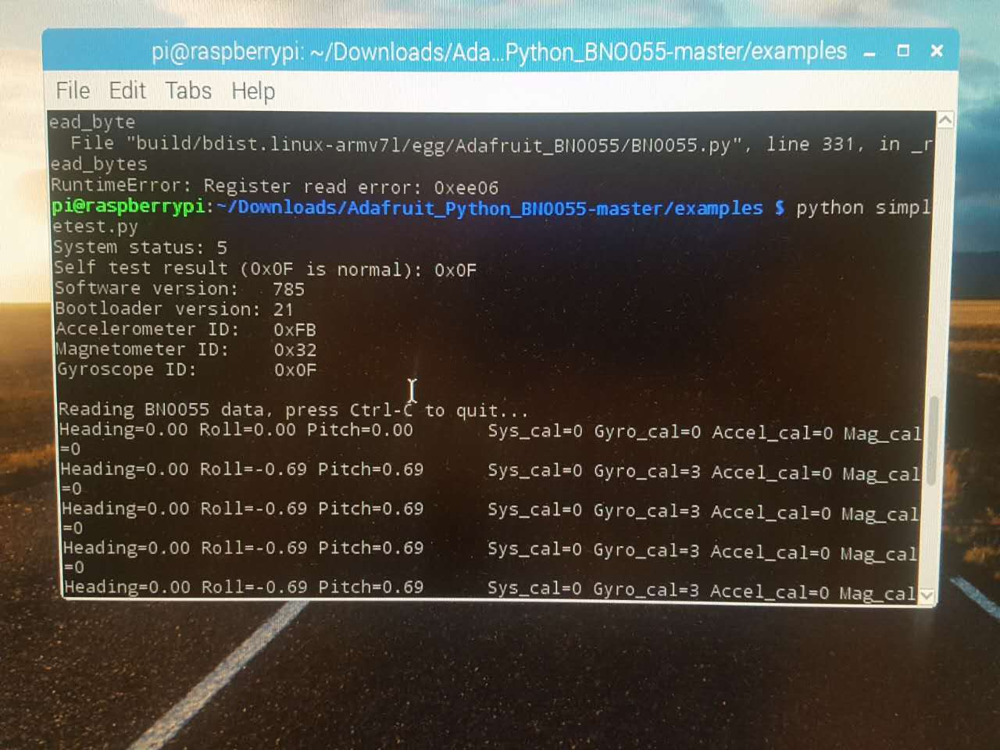 pi@raspberrypi: ~/Downloads/Ada...Python_BNO055-master/examples
File Edit Tabs Help
ead_byte
  File "build/bdist.linux-armv7l/egg/Adafruit_BNO055/BNO055.py", line 331, in _r
ead_bytes
RuntimeError: Register read error: 0xee06
pi@raspberrypi:~/Downloads/Adafruit_Python_BNO055-master/examples $ python simpl
etest.py
System status: 5
Self test result (0x0F is normal): 0x0F
Software version:   785
Bootloader version: 21
Accelerometer ID:   0xFB
Magnetometer ID:    0x32
Gyroscope ID:       0x0F
Reading BNO055 data, press Ctrl-C to quit...
Heading=0.00 Roll=0.00 Pitch=0.00       Sys_cal=0 Gyro_cal=0 Accel_cal=0 Mag_cal
=0
Heading=0.00 Roll=-0.69 Pitch=0.69      Sys_cal=0 Gyro_cal=3 Accel_cal=0 Mag_cal
=0
Heading=0.00 Roll=-0.69 Pitch=0.69      Sys_cal=0 Gyro_cal=3 Accel_cal=0 Mag_cal
=0
Heading=0.00 Roll=-0.69 Pitch=0.69      Sys_cal=0 Gyro_cal=3 Accel_cal=0 Mag_cal
=0
Heading=0.00 Roll=-0.69 Pitch=0.69      Sys_cal=0 Gyro_cal=3 Accel_cal=0 Mag_cal